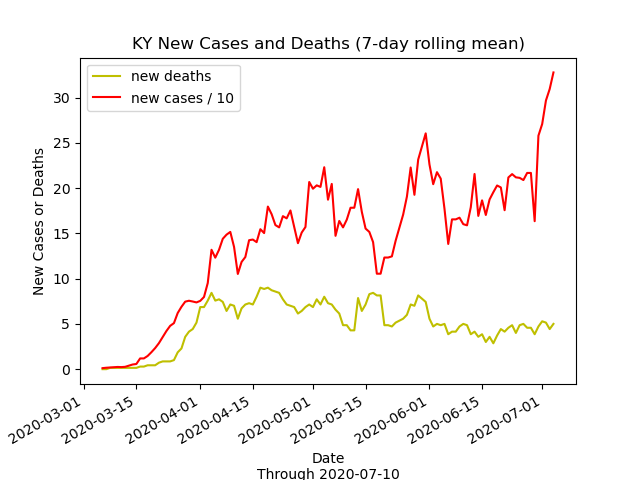 KY New Cases and Deaths (7-day rolling mean)
new deaths
new cases / 10
New Cases or Deaths
30
25
20
15
10
5
0
2020-03-01
2020-03-15
2020-04-01
2020-04-15
2020-05-01
2020-05-15
2020-06-01
2020-06-15
2020-07-01
Date
Through 2020-07-10